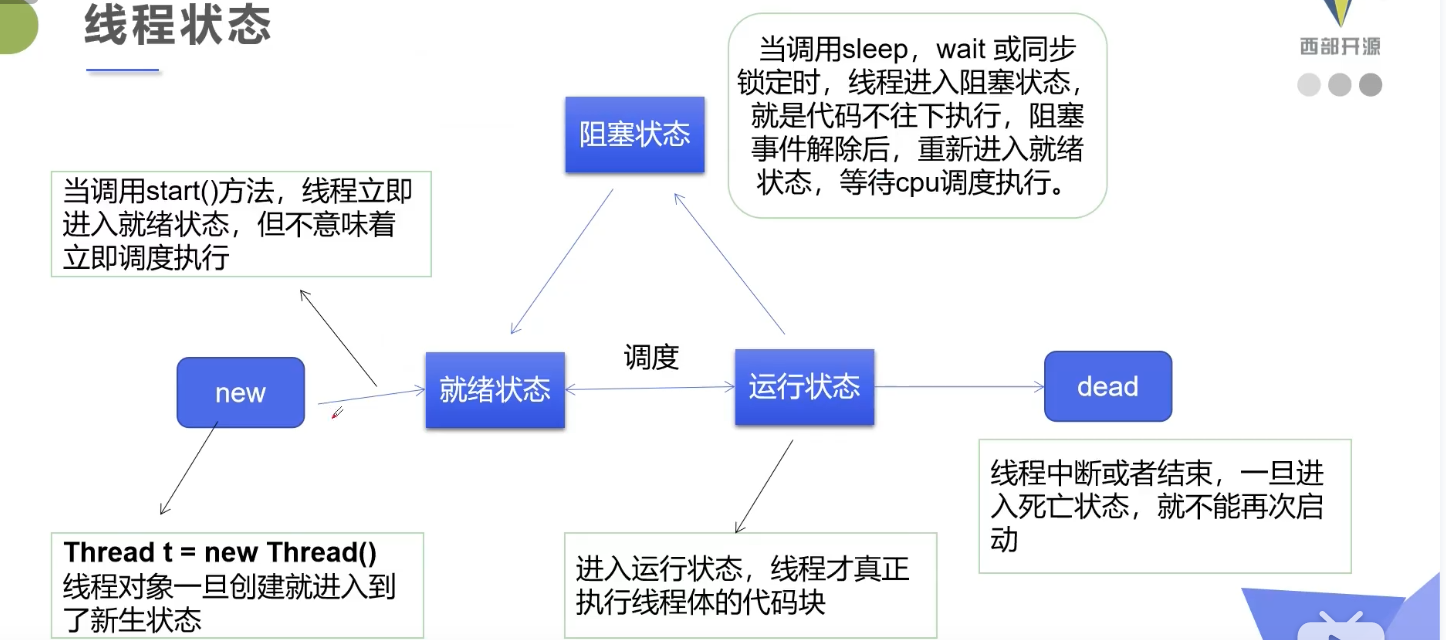 线程状态
西部开源
当调用sleep，wait 或同步
锁定时，线程进入阻塞状态，
就是代码不往下执行，阻塞
事件解除后，重新进入就绪
状态，等待cpu调度执行。
阻塞状态
当调用start()方法，线程立即
进入就绪状态，但不意味着
立即调度执行
new
就绪状态
调度
运行状态
dead
Thread t = new Thread()
线程对象一旦创建就进入到
了新生状态
进入运行状态，线程才真正
执行线程体的代码块
线程中断或者结束，一旦进
入死亡状态，就不能再次启
动